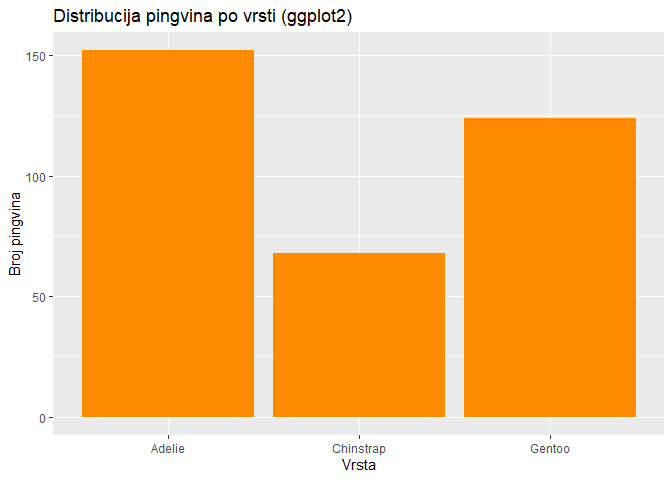 Distribucija pingvina po vrsti (ggplot2)
150
100
50
0
Broj pingvina
Adelie
Chinstrap
Gentoo
Vrsta